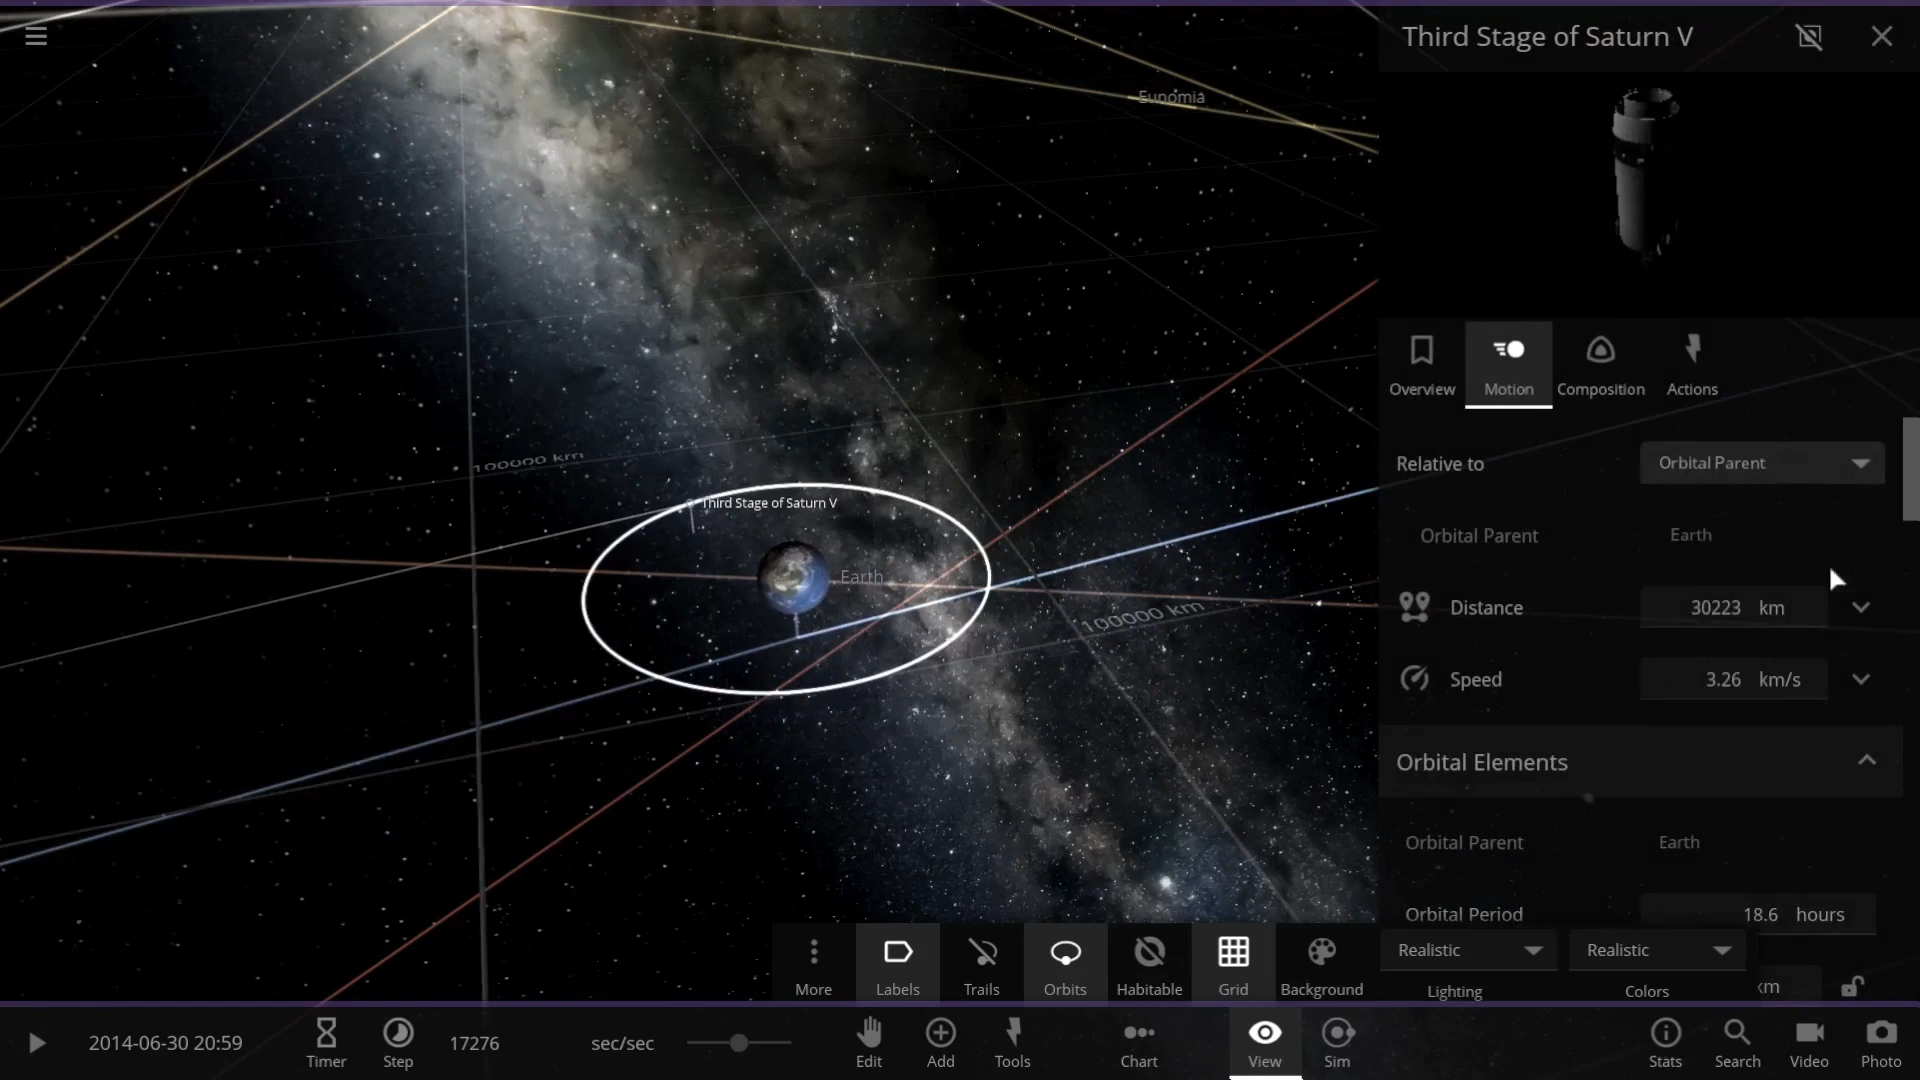 Third Stage of Saturn V
Eunomia
100000 km
Third Stage of Saturn V
Earth
100000 km
Overview
Motion
Composition
Actions
Relative to
Orbital Parent
Orbital Parent
Earth
Distance
30223 km
Speed
3.26 km/s
Orbital Elements
Orbital Parent
Earth
Orbital Period
18.6 hours
km
More
Labels
Trails
Orbits
Habitable
Grid
Background
Realistic
Lighting
Realistic
Colors
2014-06-30 20:59
Timer
Step
17276
sec/sec
Edit
Add
Tools
Chart
View
Sim
Stats
Search
Video
Photo